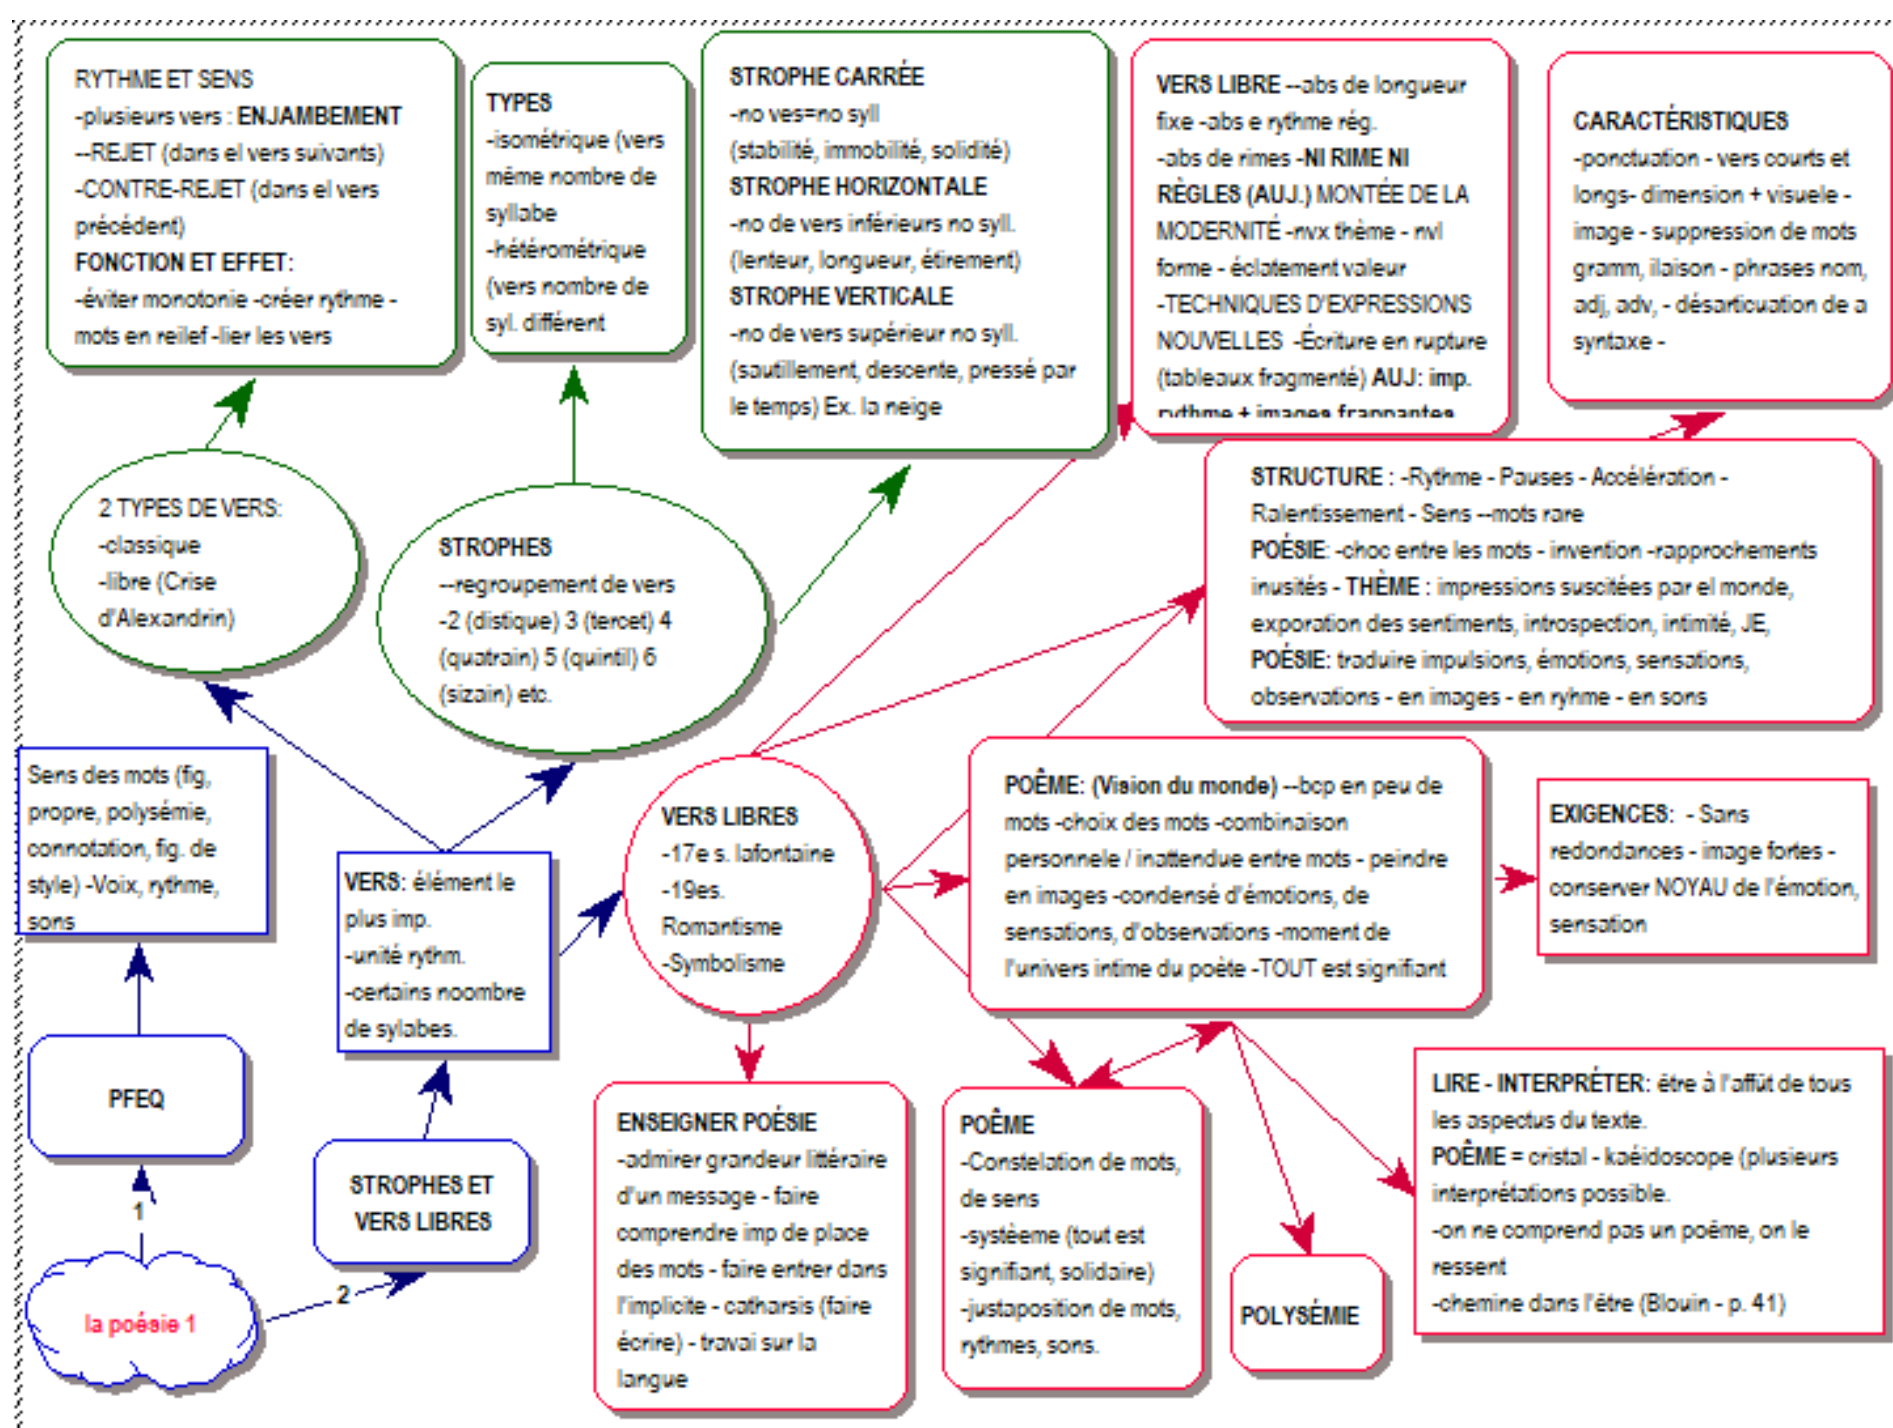 RYTHME ET SENS
-plusieurs vers : ENJAMBEMENT
--REJET (dans el vers suivants)
-CONTRE-REJET (dans el vers
précédent)
FONCTION ET EFFET:
-éviter monotonie -créer rythme -
mots en reilef -lier les vers
TYPES
-isométrique (vers
même nombre de
syllabe
-hétérométrique
(vers nombre de
syl. différent
STROPHE CARRÉE
-no ves=no syll
(stabilité, immobilité, solidité)
STROPHE HORIZONTALE
-no de vers inférieurs no syll.
(lenteur, longueur, étirement)
STROPHE VERTICALE
-no de vers supérieur no syll.
(sautillement, descente, pressé par
le temps) Ex. la neige
VERS LIBRE --abs de longueur
fixe -abs e rythme rég.
-abs de rimes -NI RIME NI
RÈGLES (AUJ.) MONTÉE DE LA
MODERNITÉ -nvx thème - nvl
forme - éclatement valeur
-TECHNIQUES D'EXPRESSIONS
NOUVELLES -Écriture en rupture
(tableaux fragmenté) AUJ: imp.
rythme + images frappantes
CARACTÉRISTIQUES
-ponctuation - vers courts et
longs- dimension + visuele -
image - suppression de mots
gramm, ilaison - phrases nom,
adj, adv, - désarticuation de a
syntaxe -
2 TYPES DE VERS:
-classique
-libre (Crise
d'Alexandrin)
STROPHES
--regroupement de vers
-2 (distique) 3 (tercet) 4
(quatrain) 5 (quintil) 6
(sizain) etc.
STRUCTURE : -Rythme - Pauses - Accélération -
Ralentissement - Sens --mots rare
POÉSIE: -choc entre les mots - invention -rapprochements
inusités - THÈME : impressions suscitées par el monde,
exporation des sentiments, introspection, intimité, JE,
POÉSIE: traduire impulsions, émotions, sensations,
observations - en images - en ryhme - en sons
Sens des mots (fig,
propre, polysémie,
connotation, fig. de
style) -Voix, rythme,
sons
VERS: élément le
plus imp.
-unité rythm.
-certains noombre
de sylabes.
VERS LIBRES
-17e s. lafontaine
-19es.
Romantisme
-Symbolisme
POÊME: (Vision du monde) --bcp en peu de
mots -choix des mots -combinaison
personnele / inattendue entre mots - peindre
en images -condensé d'émotions, de
sensations, d'observations -moment de
l'univers intime du poète -TOUT est signifiant
EXIGENCES: - Sans
redondances - image fortes -
conserver NOYAU de l'émotion,
sensation
PFEQ
STROPHES ET
VERS LIBRES
1
2
la poésie 1
ENSEIGNER POÉSIE
-admirer grandeur littéraire
d'un message - faire
comprendre imp de place
des mots - faire entrer dans
l'implicite - catharsis (faire
écrire) - travai sur la
langue
POÊME
-Constelation de mots,
de sens
-systèeme (tout est
signifiant, solidaire)
-justaposition de mots,
rythmes, sons.
POLYSÉMIE
LIRE - INTERPRÉTER: être à l'affût de tous
les aspectus du texte.
POÊME = cristal - kaéidoscope (plusieurs
interprétations possible.
-on ne comprend pas un poème, on le
ressent
-chemine dans l'être (Blouin - p. 41)